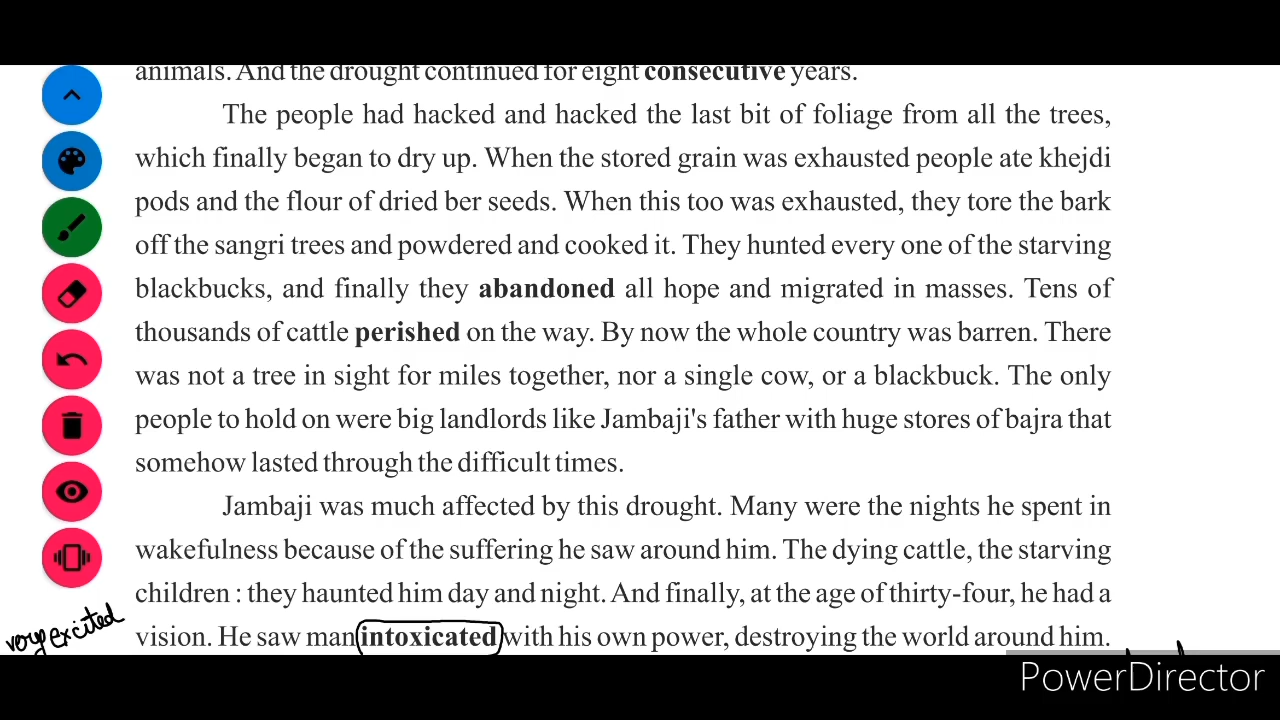 animals. And the drought continued for eight consecutive years.
The people had hacked and hacked the last bit of foliage from all the trees,
which finally began to dry up. When the stored grain was exhausted people ate khejdi
pods and the flour of dried ber seeds. When this too was exhausted, they tore the bark
off the sangri trees and powdered and cooked it. They hunted every one of the starving
blackbucks, and finally they abandoned all hope and migrated in masses. Tens of
thousands of cattle perished on the way. By now the whole country was barren. There
was not a tree in sight for miles together, nor a single cow, or a blackbuck. The only
people to hold on were big landlords like Jambaji's father with huge stores of bajra that
somehow lasted through the difficult times.
Jambaji was much affected by this drought. Many were the nights he spent in
wakefulness because of the suffering he saw around him. The dying cattle, the starving
children : they haunted him day and night. And finally, at the age of thirty-four, he had a
very excited
vision. He saw man intoxicated with his own power, destroying the world around him.
PowerDirector